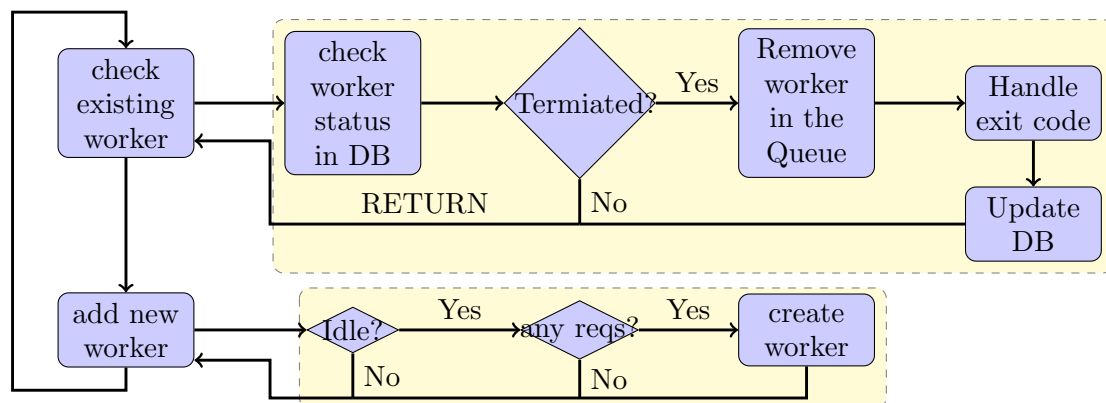 check
existing
worker
check
worker
status
in DB
Termiated?
Yes
Remove
worker
in the
Queue
Handle
exit code
RETURN
No
Update
DB
add new
worker
Idle?
Yes
any reqs?
Yes
create
worker
No
No